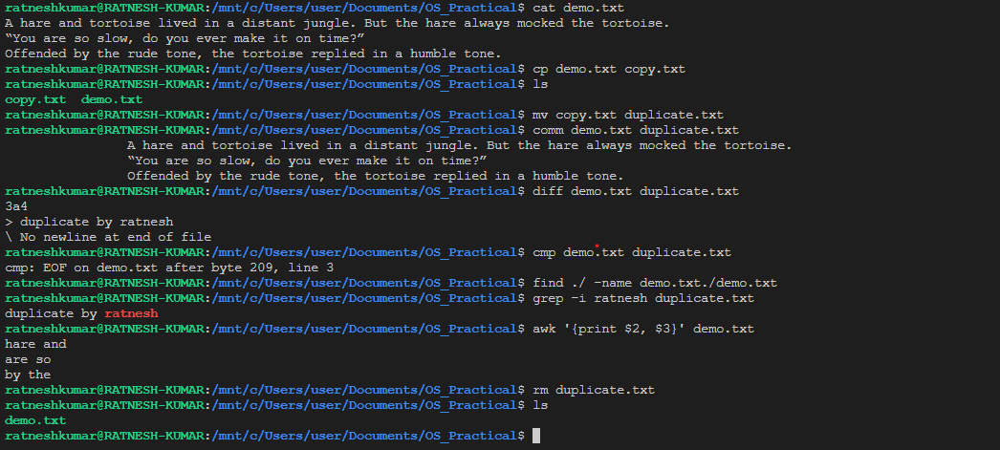 ratneshkumar@RATNESH-KUMAR:/mnt/c/Users/user/Documents/OS_Practical$ cat demo.txt
A hare and tortoise lived in a distant jungle. But the hare always mocked the tortoise.
“You are so slow, do you ever make it on time?”
Offended by the rude tone, the tortoise replied in a humble tone.
ratneshkumar@RATNESH-KUMAR:/mnt/c/Users/user/Documents/OS_Practical$ cp demo.txt copy.txt
ratneshkumar@RATNESH-KUMAR:/mnt/c/Users/user/Documents/OS_Practical$ ls
copy.txt  demo.txt
ratneshkumar@RATNESH-KUMAR:/mnt/c/Users/user/Documents/OS_Practical$ mv copy.txt duplicate.txt
ratneshkumar@RATNESH-KUMAR:/mnt/c/Users/user/Documents/OS_Practical$ comm demo.txt duplicate.txt
                A hare and tortoise lived in a distant jungle. But the hare always mocked the tortoise.
                “You are so slow, do you ever make it on time?”
                Offended by the rude tone, the tortoise replied in a humble tone.
ratneshkumar@RATNESH-KUMAR:/mnt/c/Users/user/Documents/OS_Practical$ diff demo.txt duplicate.txt
3a4
> duplicate by ratnesh
\ No newline at end of file
ratneshkumar@RATNESH-KUMAR:/mnt/c/Users/user/Documents/OS_Practical$ cmp demo.txt duplicate.txt
cmp: EOF on demo.txt after byte 209, line 3
ratneshkumar@RATNESH-KUMAR:/mnt/c/Users/user/Documents/OS_Practical$ find ./ -name demo.txt./demo.txt
ratneshkumar@RATNESH-KUMAR:/mnt/c/Users/user/Documents/OS_Practical$ grep -i ratnesh duplicate.txt
duplicate by ratnesh
ratneshkumar@RATNESH-KUMAR:/mnt/c/Users/user/Documents/OS_Practical$ awk '{print $2, $3}' demo.txt
hare and
are so
by the
ratneshkumar@RATNESH-KUMAR:/mnt/c/Users/user/Documents/OS_Practical$ rm duplicate.txt
ratneshkumar@RATNESH-KUMAR:/mnt/c/Users/user/Documents/OS_Practical$ ls
demo.txt
ratneshkumar@RATNESH-KUMAR:/mnt/c/Users/user/Documents/OS_Practical$